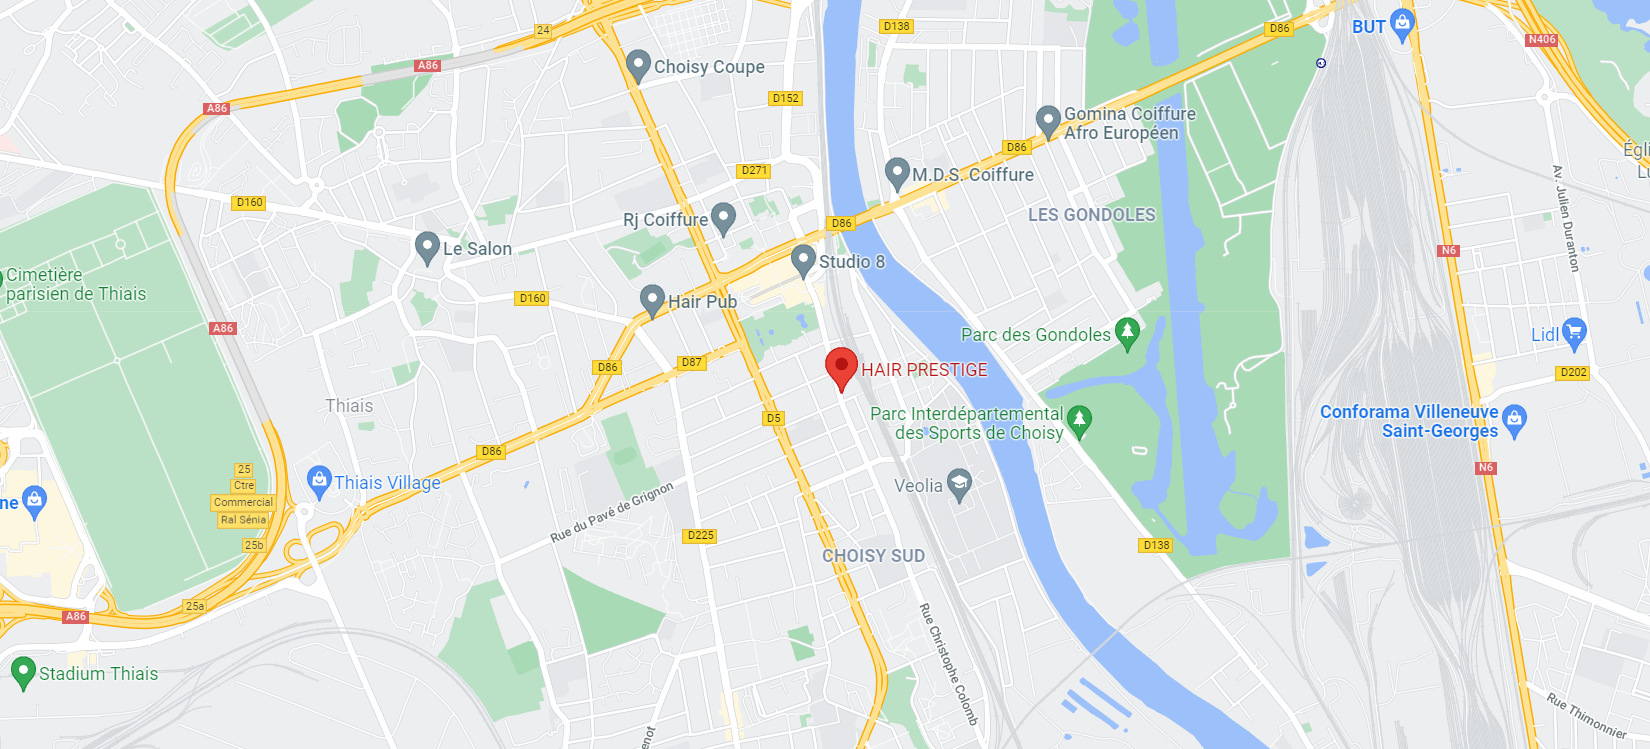 24
D138
D86
BUT
N406
A86
Choisy Coupe
A86
D152
Gomina Coiffure
Afro Européen
D86
Égli
Lu
D271
M.D.S. Coiffure
Av. Julien Duranton
D160
Rj Coiffure
D86
LES GONDOLES
Le Salon
Studio 8
N6
Cimetière
parisien de Thiais
D160
Hair Pub
A86
Parc des Gondoles
Lidl
D86
D87
HAIR PRESTIGE
D202
Thiais
D5
Parc Interdépartemental
des Sports de Choisy
Conforama Villeneuve
Saint-Georges
D86
25
Ctre
Commercial
Ral Sénia
25b
Thiais Village
Veolia
N6
ne
Rue du Pavé de Grignon
D225
CHOISY SUD
D138
25a
A86
Rue Christophe Colomb
Stadium Thiais
Rue Thimonnier
enot